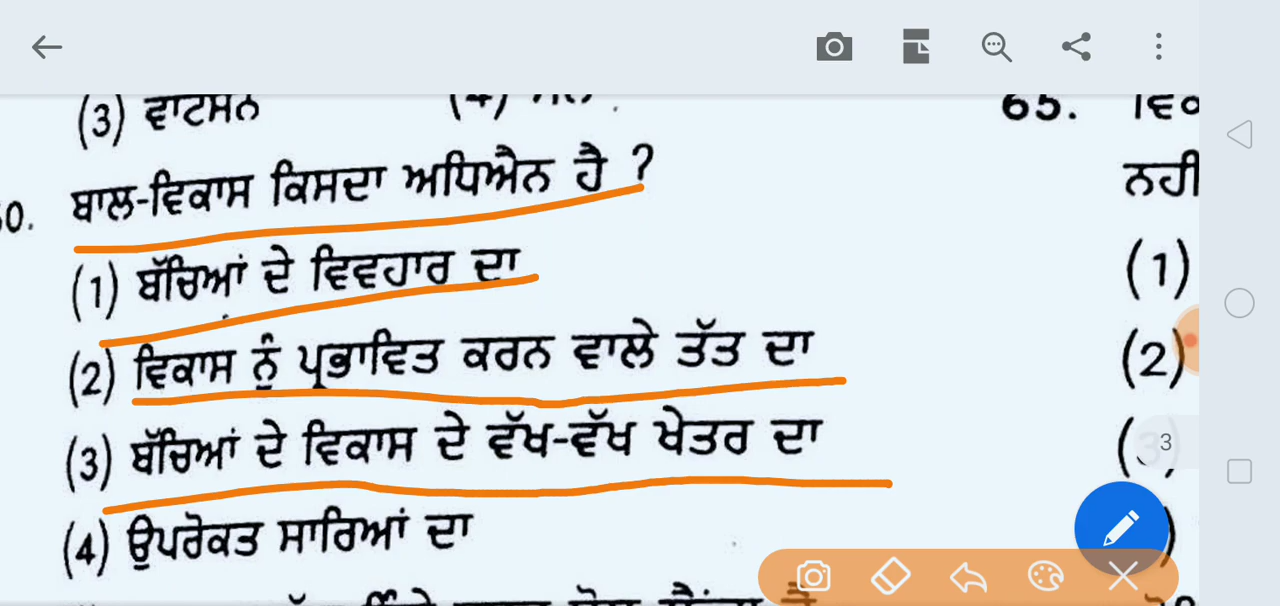 (3) ਵਾਟਸਨ
65.
ਬਾਲ-ਵਿਕਾਸ ਕਿਸਦਾ ਅਧਿਐਨ ਹੈ ?
ਨਹੀ
(1) ਬੱਚਿਆਂ ਦੇ ਵਿਵਹਾਰ ਦਾ
(1)
(2) ਵਿਕਾਸ ਨੂੰ ਪ੍ਰਭਾਵਿਤ ਕਰਨ ਵਾਲੇ ਤੱਤ ਦਾ
(2)
(3) ਬੱਚਿਆਂ ਦੇ ਵਿਕਾਸ ਦੇ ਵੱਖ-ਵੱਖ ਖੇਤਰ ਦਾ
3
(4) ਉਪਰੋਕਤ ਸਾਰਿਆਂ ਦਾ